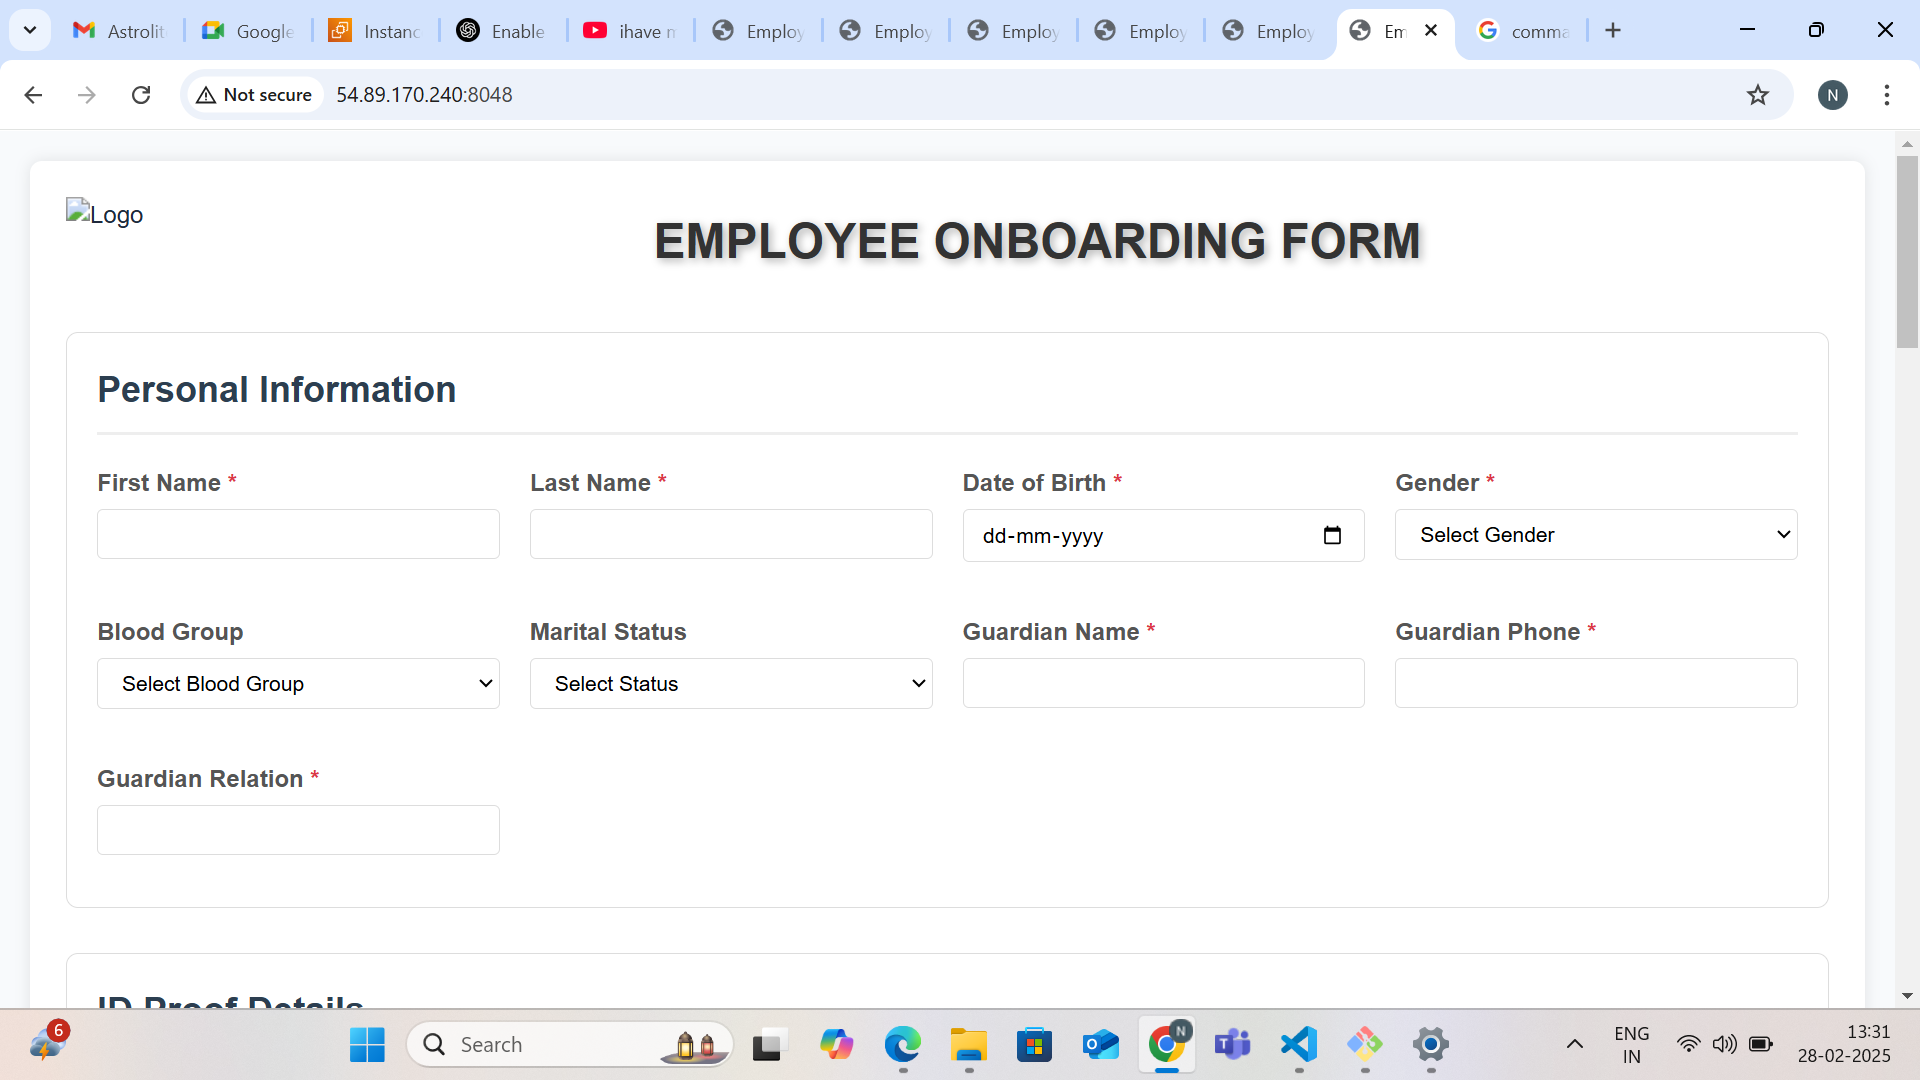 Astrolit
Google
Instanc
Enable
ihave m
Employ
Employ
Employ
Employ
Employ
Em
comma
Not secure
54.89.170.240:8048
N
Logo
EMPLOYEE ONBOARDING FORM
Personal Information
First Name *
Last Name *
Date of Birth *
Gender *
dd-mm-yyyy
Select Gender
Blood Group
Marital Status
Guardian Name *
Guardian Phone *
Select Blood Group
Select Status
Guardian Relation *
ID Proof Details
6
Search
N
ENG
IN
13:31
28-02-2025